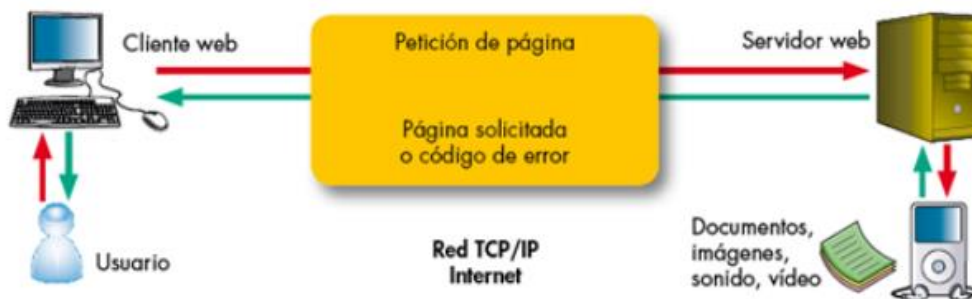 Cliente web
Petición de página
Servidor web
Página solicitada
o código de error
Usuario
Red TCP/IP
Internet
Documentos,
imágenes,
sonido, vídeo